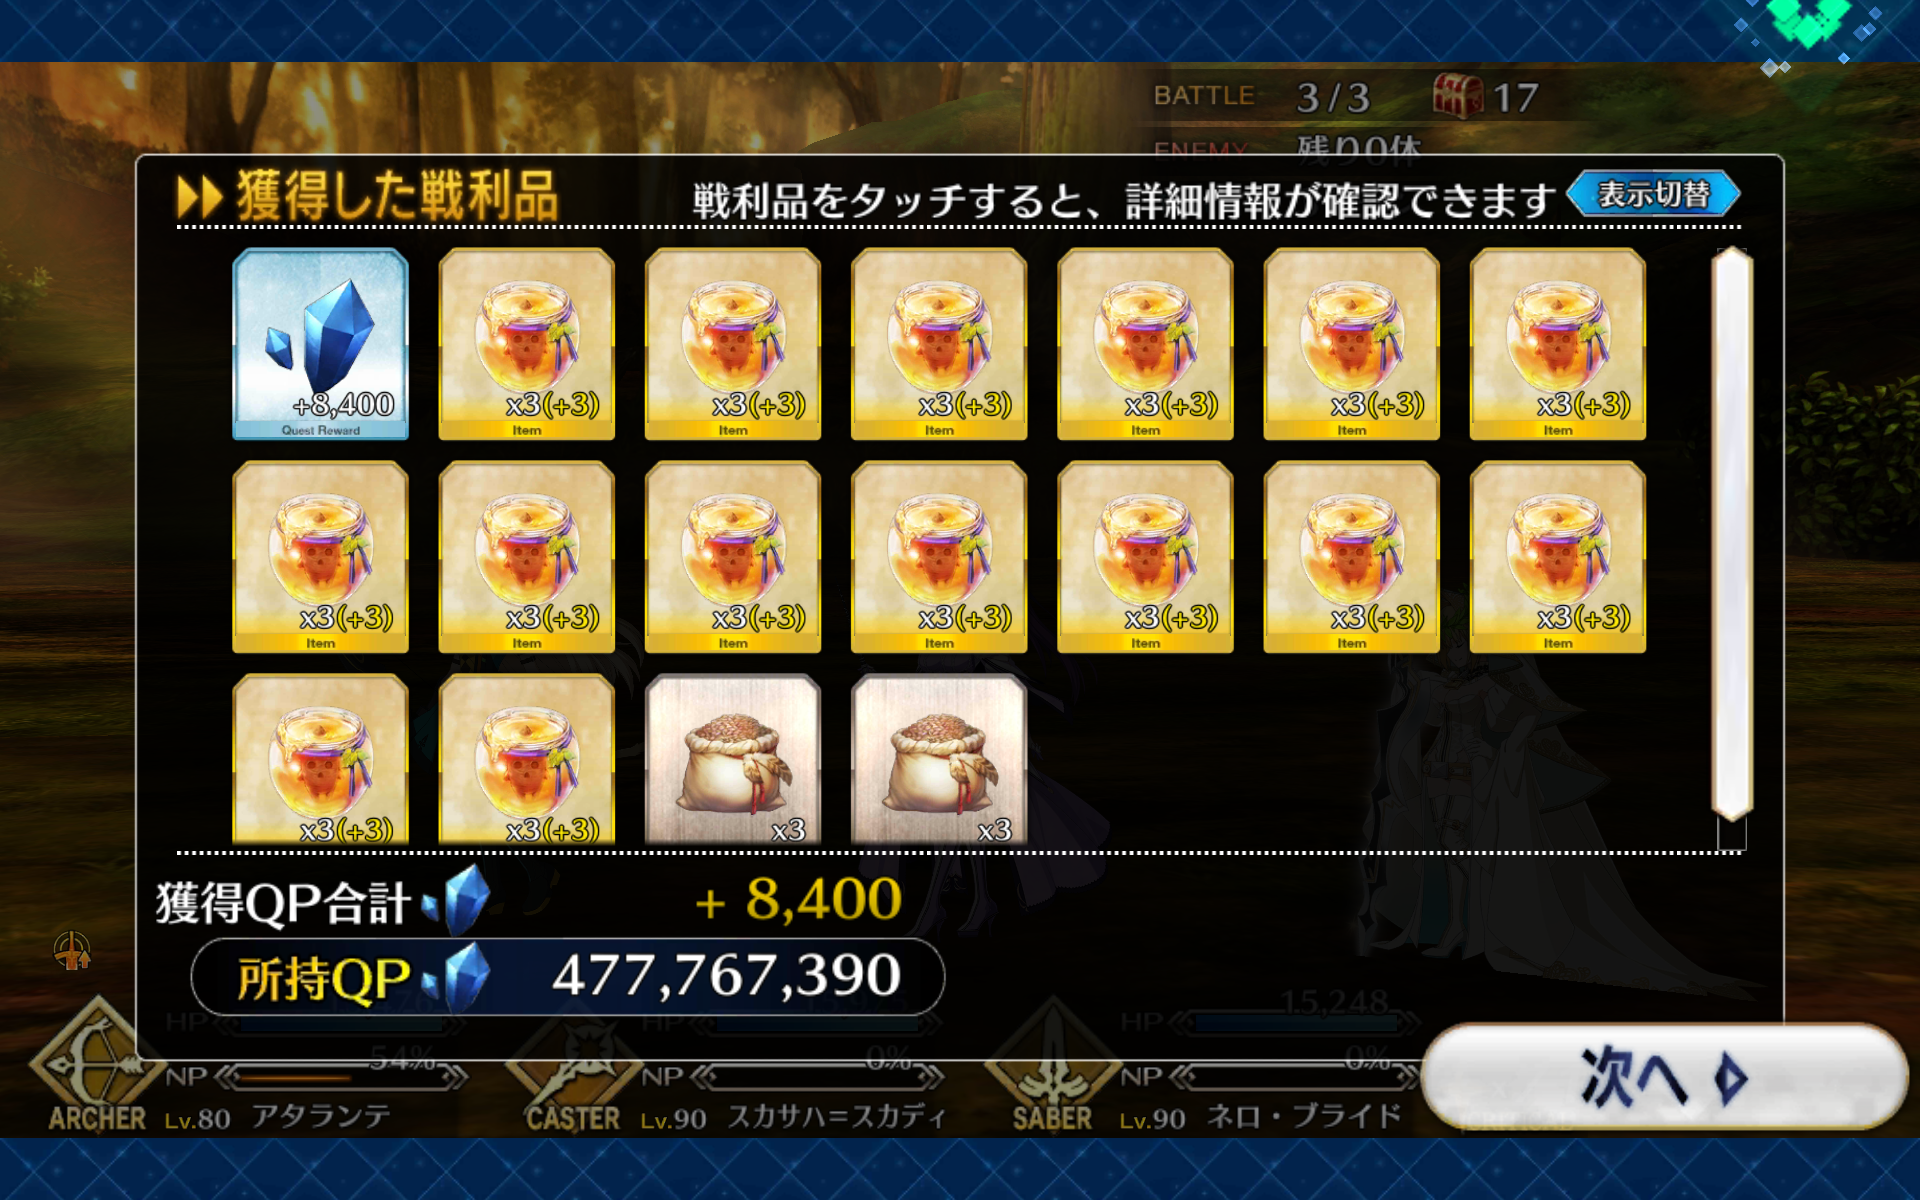 BATTLE 3/3 17
ENEMY 残り0体
獲得した戦利品 戦利品をタッチすると、詳細情報が確認できます 表示切替
+8,400 x3(+3) x3(+3) x3(+3) x3(+3) x3(+3) x3(+3)
Quest Reward Item Item Item Item Item Item
x3(+3) x3(+3) x3(+3) x3(+3) x3(+3) x3(+3) x3(+3)
Item Item Item Item Item Item Item
x3(+3) x3(+3) x3 x3
獲得QP合計 + 8,400
所持QP 477,767,390
HP HP HP 15,248
NP 54% NP 0% NP 0%
ARCHER Lv.80 アタランテ CASTER Lv.90 スカサハ=スカディ SABER Lv.90 ネロ・ブライド
次へ